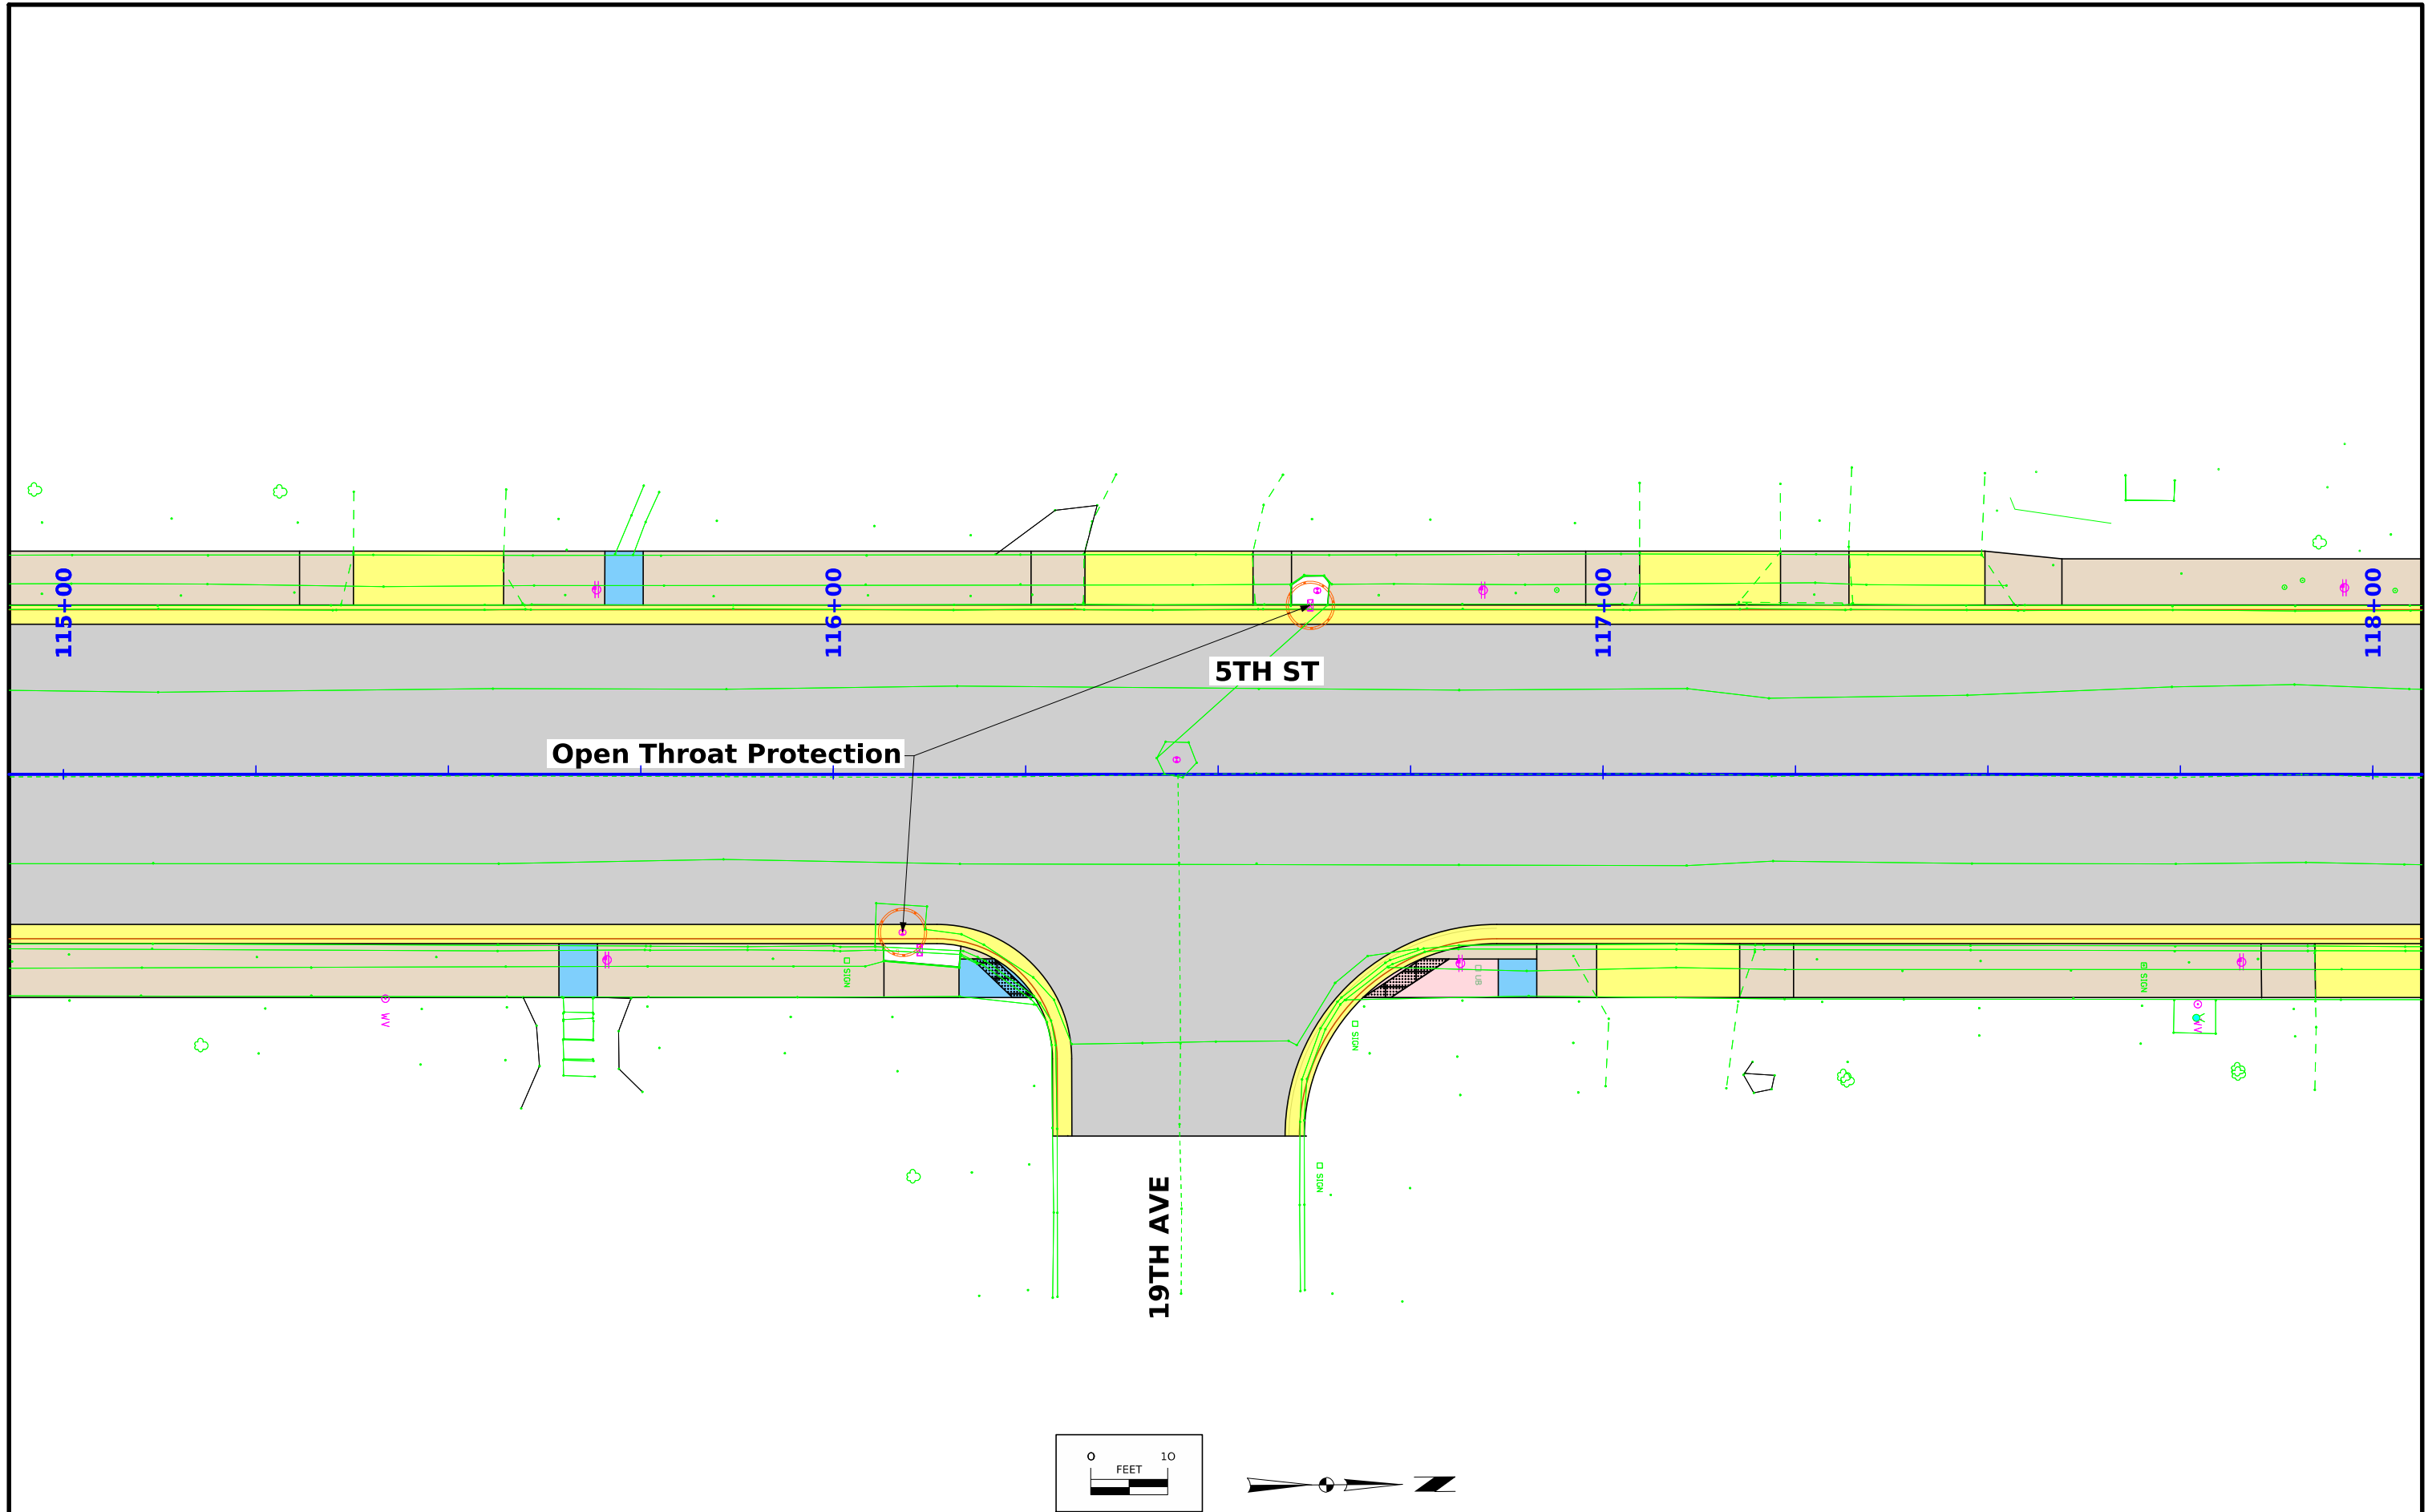 115+00
116+00
117+00
118+00
5TH ST
Open Throat Protection
SIGN
SIGN
WV
SIGN
WV
SIGN
19TH AVE
0 10
FEET
N